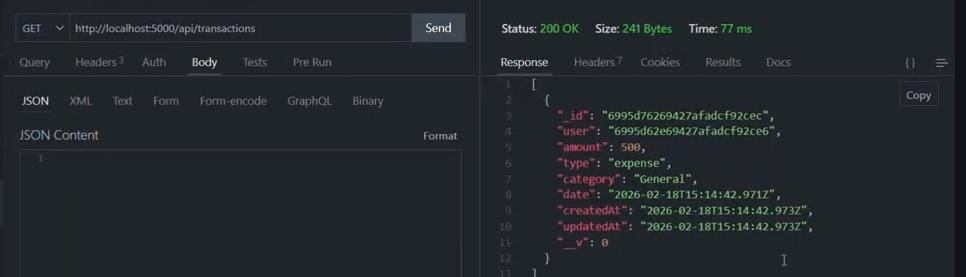 GET http://localhost:5000/api/transactions Send
Query Headers 3 Auth Body Tests Pre Run
JSON XML Text Form Form-encode GraphQL Binary
JSON Content Format
1
Status: 200 OK Size: 241 Bytes Time: 77 ms
Response Headers 7 Cookies Results Docs {}
Copy
1 [
2 {
3 "_id": "6995d76269427afadcf92cec",
4 "user": "6995d62e69427afadcf92ce6",
5 "amount": 500,
6 "type": "expense",
7 "category": "General",
8 "date": "2026-02-18T15:14:42.971Z",
9 "createdAt": "2026-02-18T15:14:42.973Z",
10 "updatedAt": "2026-02-18T15:14:42.973Z",
11 "__v": 0
12 }
13 ]